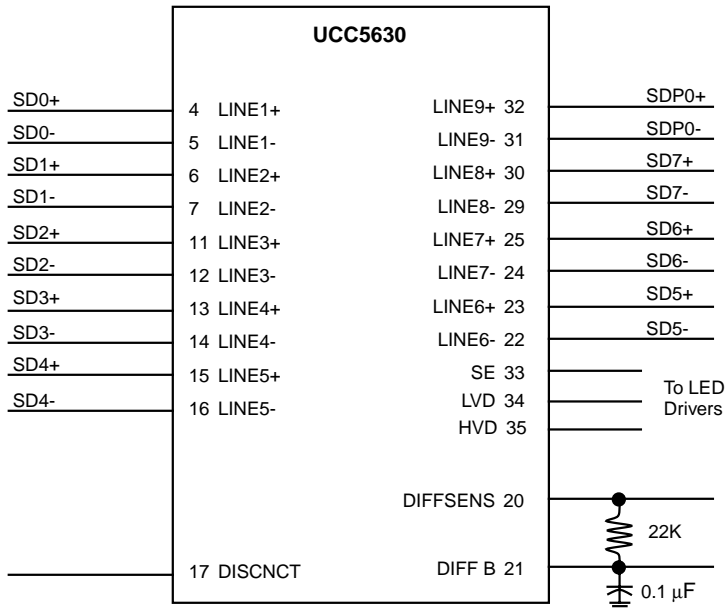 UCC5630
SD0+
4 LINE1+
LINE9+ 32
SDP0+
SD0-
5 LINE1-
LINE9- 31
SDP0-
SD1+
6 LINE2+
LINE8+ 30
SD7+
SD1-
7 LINE2-
LINE8- 29
SD7-
SD2+
11 LINE3+
LINE7+ 25
SD6+
SD2-
12 LINE3-
LINE7- 24
SD6-
SD3+
13 LINE4+
LINE6+ 23
SD5+
SD3-
14 LINE4-
LINE6- 22
SD5-
SD4+
15 LINE5+
SE 33
SD4-
16 LINE5-
LVD 34
HVD 35
To LED
Drivers
DIFFSENS 20
22K
17 DISCNCT
DIFF B 21
0.1 μF